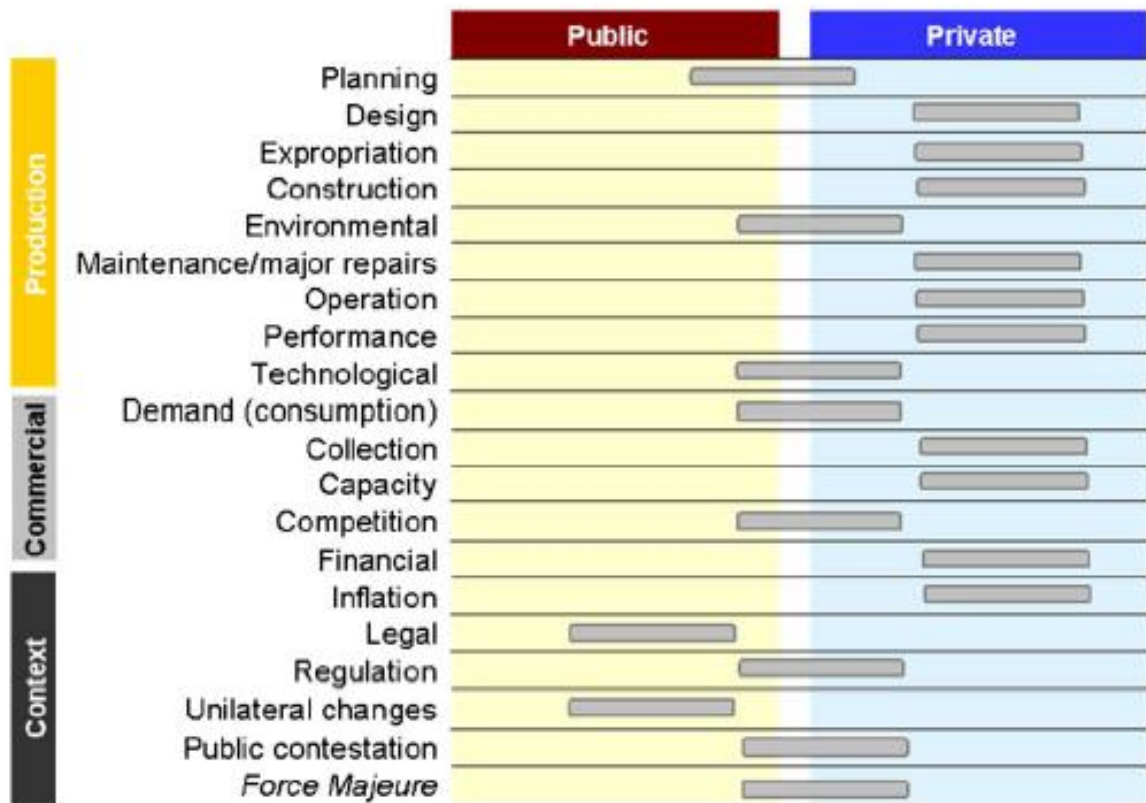 Public Private
Production
Planning
Design
Expropriation
Construction
Environmental
Maintenance/major repairs
Operation
Performance
Technological
Commercial
Demand (consumption)
Collection
Capacity
Competition
Financial
Context
Inflation
Legal
Regulation
Unilateral changes
Public contestation
Force Majeure